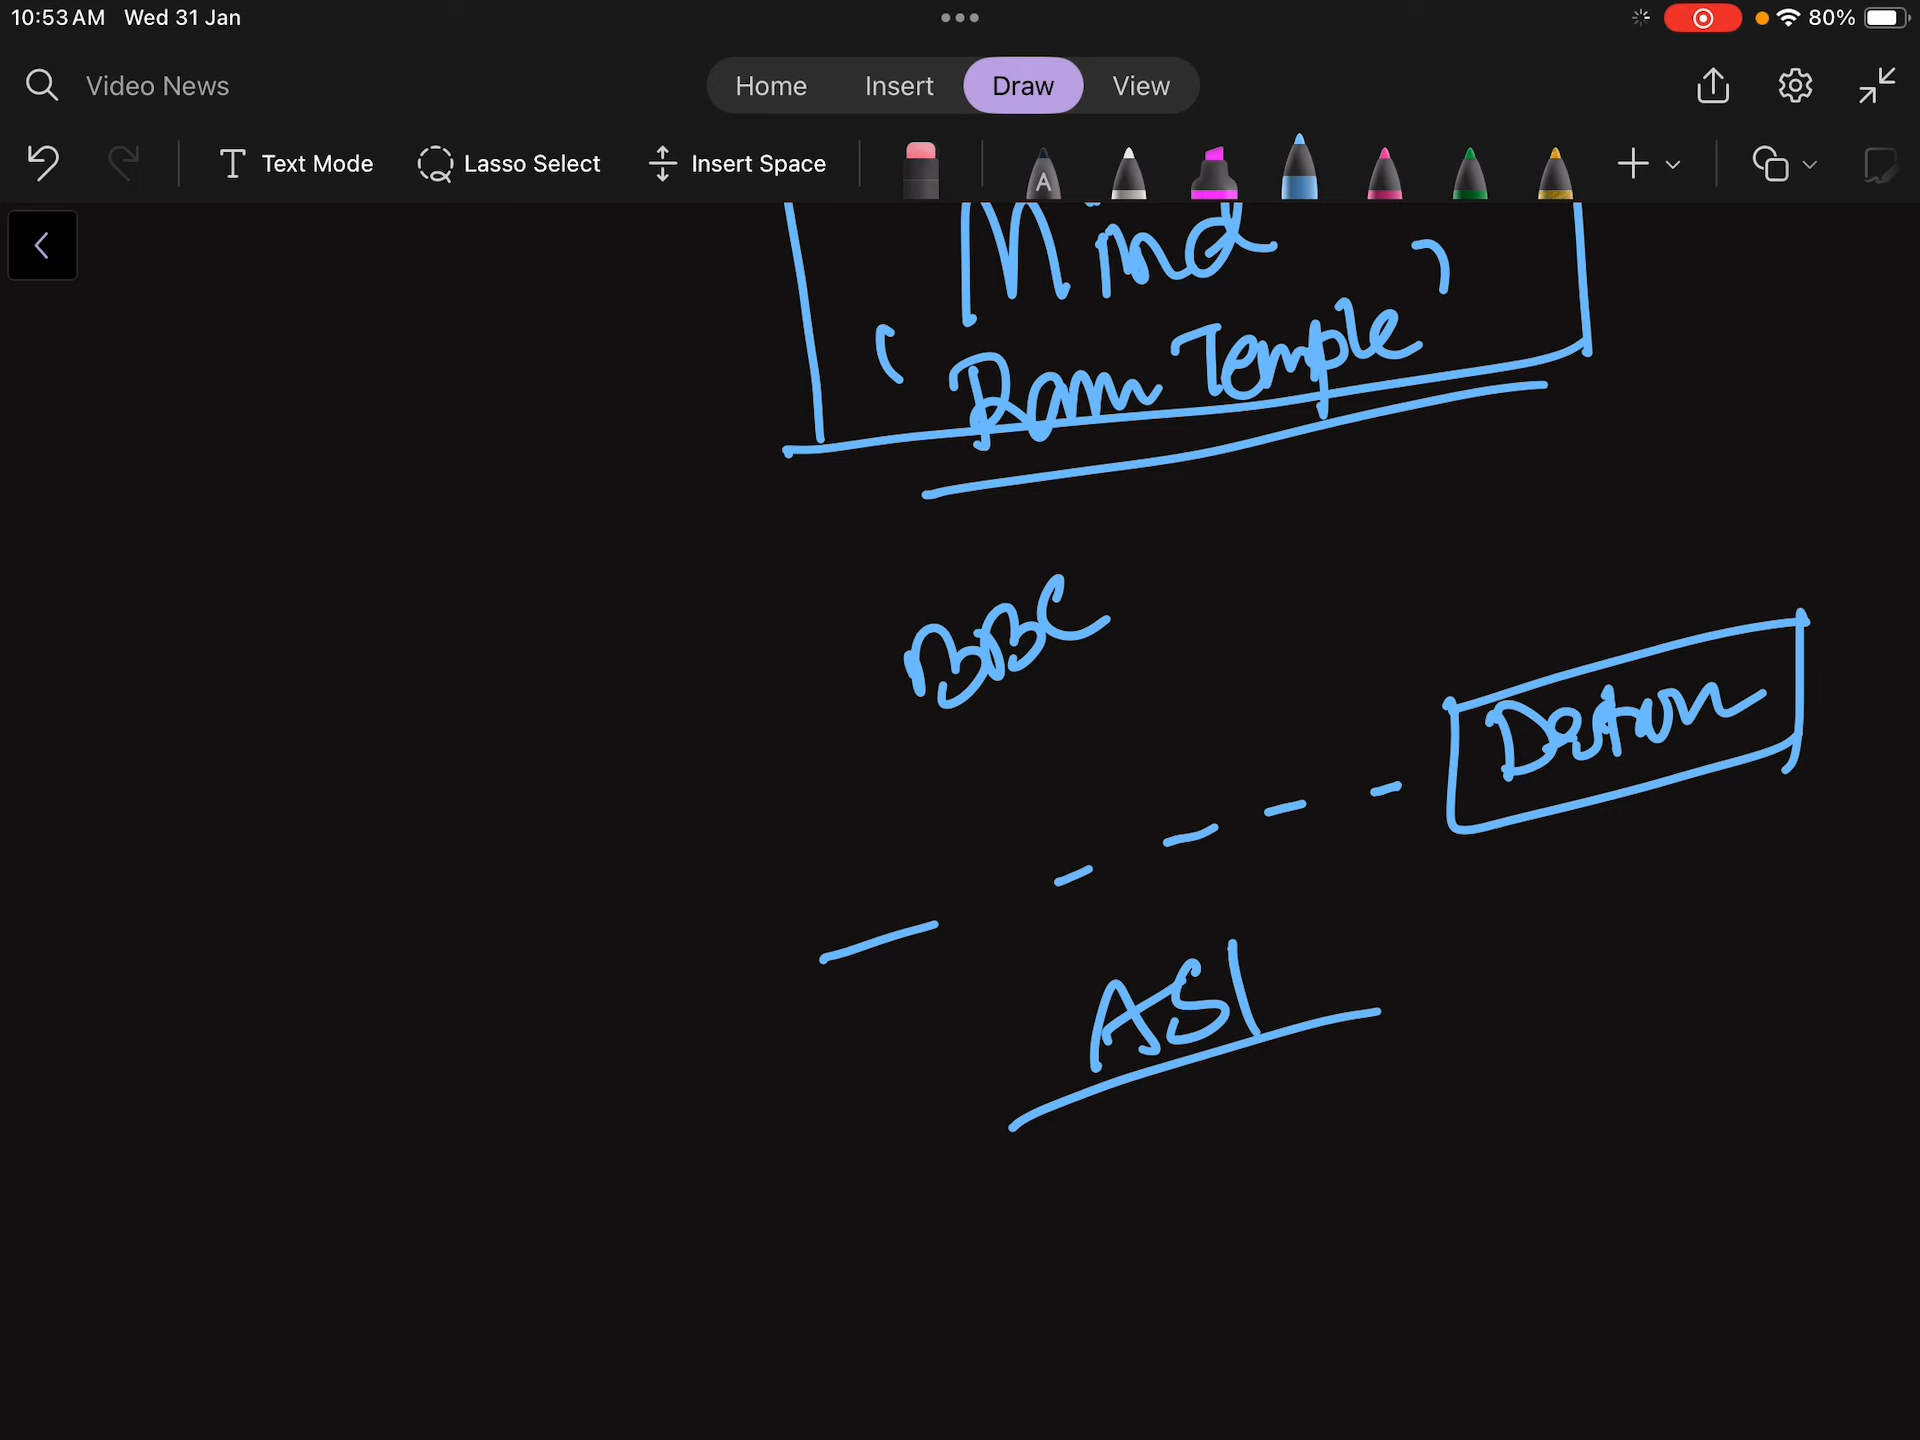 10:53 AM Wed 31 Jan
80%
Video News
Home Insert Draw View
Text Mode Lasso Select Insert Space
A
Mind
( Ram Temple )
BBC
ASI